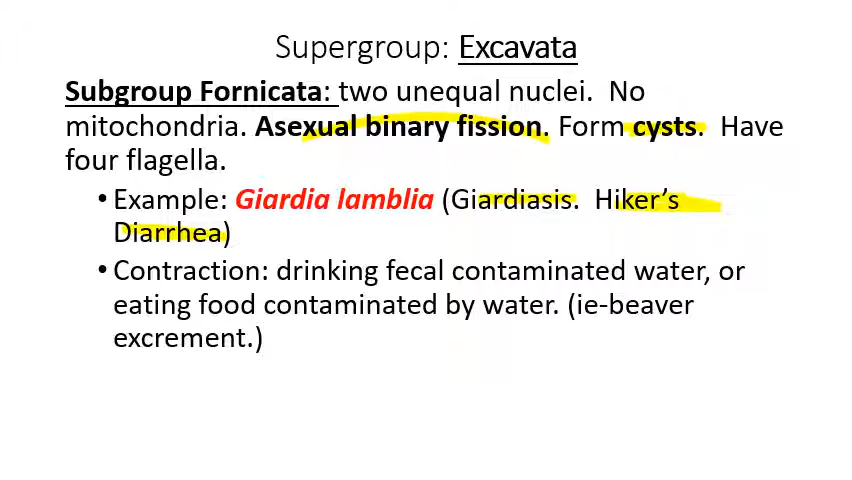 Supergroup: Excavata
Subgroup Fornicata: two unequal nuclei.  No
mitochondria. Asexual binary fission. Form cysts.  Have
four flagella.
• Example: Giardia lamblia (Giardiasis.  Hiker’s
Diarrhea)
• Contraction: drinking fecal contaminated water, or
eating food contaminated by water. (ie-beaver
excrement.)